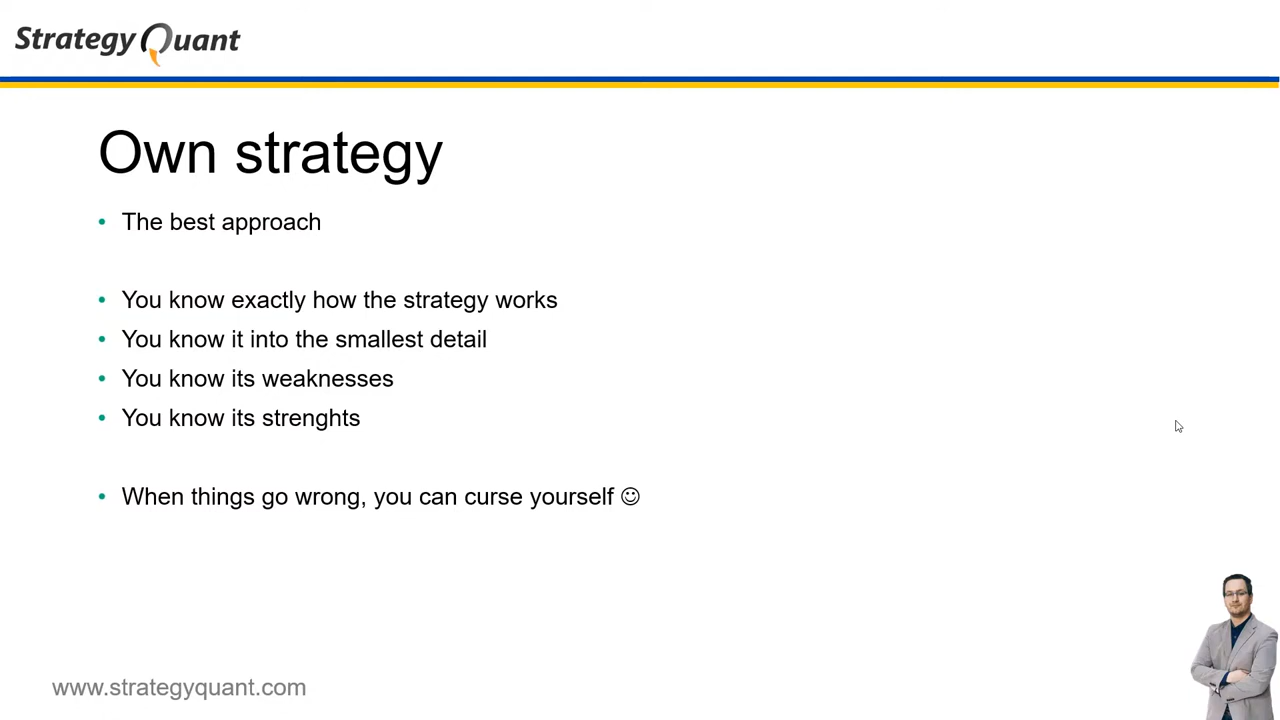 StrategyQuant
Own strategy
• The best approach
• You know exactly how the strategy works
• You know it into the smallest detail
• You know its weaknesses
• You know its strenghts
• When things go wrong, you can curse yourself ☺
www.strategyquant.com